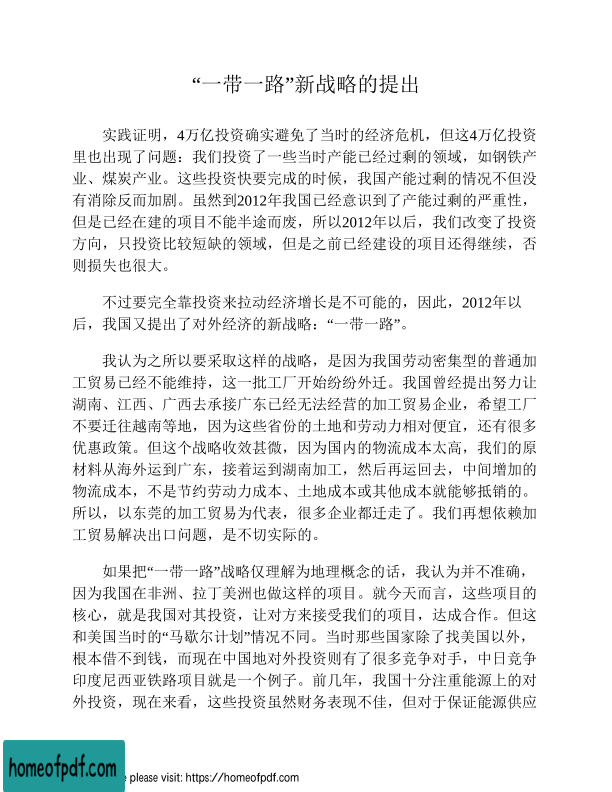 “一带一路”新战略的提出
实践证明，4万亿投资确实避免了当时的经济危机，但这4万亿投资
里也出现了问题：我们投资了一些当时产能已经过剩的领域，如钢铁产
业、煤炭产业。这些投资快要完成的时候，我国产能过剩的情况不但没
有消除反而加剧。虽然到2012年我国已经意识到了产能过剩的严重性，
但是已经在建的项目不能半途而废，所以2012年以后，我们改变了投资
方向，只投资比较短缺的领域，但是之前已经建设的项目还得继续，否
则损失也很大。
不过要完全靠投资来拉动经济增长是不可能的，因此，2012年以
后，我国又提出了对外经济的新战略：“一带一路”。
我认为之所以要采取这样的战略，是因为我国劳动密集型的普通加
工贸易已经不能维持，这一批工厂开始纷纷外迁。我国曾经提出努力让
湖南、江西、广西去承接广东已经无法经营的加工贸易企业，希望工厂
不要迁往越南等地，因为这些省份的土地和劳动力相对便宜，还有很多
优惠政策。但这个战略收效甚微，因为国内的物流成本太高，我们的原
材料从海外运到广东，接着运到湖南加工，然后再运回去，中间增加的
物流成本，不是节约劳动力成本、土地成本或其他成本就能够抵销的。
所以，以东莞的加工贸易为代表，很多企业都迁走了。我们再想依赖加
工贸易解决出口问题，是不切实际的。
如果把“一带一路”战略仅理解为地理概念的话，我认为并不准确，
因为我国在非洲、拉丁美洲也做这样的项目。就今天而言，这些项目的
核心，就是我国对其投资，让对方来接受我们的项目，达成合作。但这
和美国当时的“马歇尔计划”情况不同。当时那些国家除了找美国以外，
根本借不到钱，而现在中国地对外投资则有了很多竞争对手，中日竞争
印度尼西亚铁路项目就是一个例子。前几年，我国十分注重能源上的对
外投资，现在来看，这些投资虽然财务表现不佳，但对于保证能源供应
homeofpdf.com
e please visit: https://homeofpdf.com